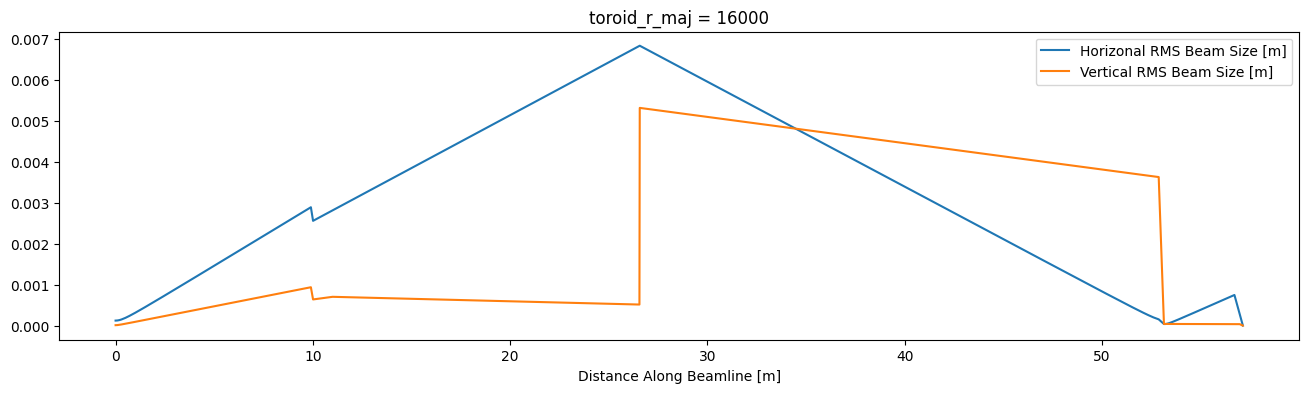 toroid_r_maj = 16000
Horizonal RMS Beam Size [m]
Vertical RMS Beam Size [m]
0.007
0.006
0.005
0.004
0.003
0.002
0.001
0.000
0 10 20 30 40 50
Distance Along Beamline [m]